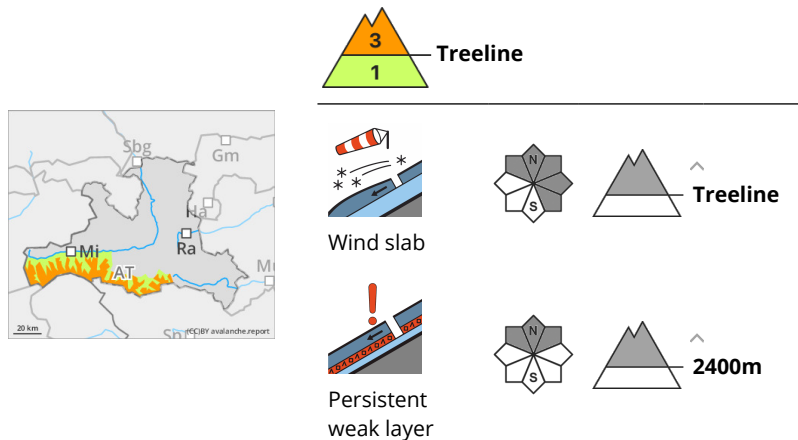 3
Treeline
1
Sbg
Gm
Ha
Mi
Ra
AT
Mu
20 km
(CC)BY avalanche.report
N
S
Treeline
Wind slab
N
S
2400m
Persistent
weak layer